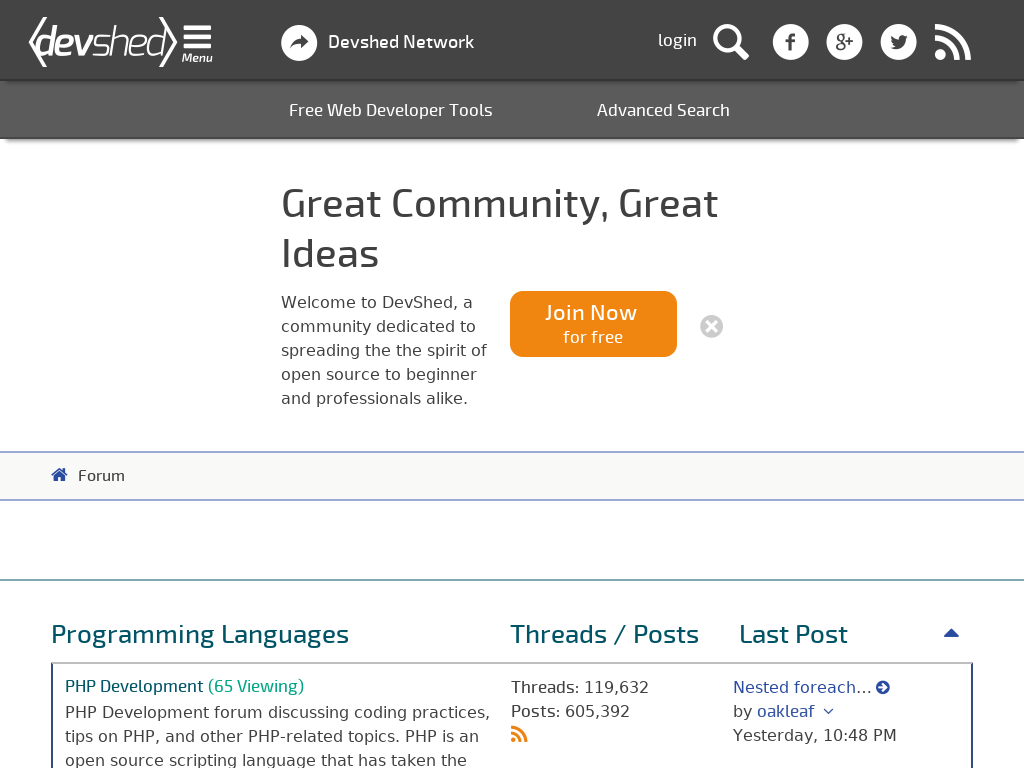 devshed
Menu
Devshed Network
login
Free Web Developer Tools
Advanced Search
Great Community, Great
Ideas
Welcome to DevShed, a
community dedicated to
spreading the the spirit of
open source to beginner
and professionals alike.
Join Now
for free
Forum
Programming Languages
Threads / Posts
Last Post
PHP Development (65 Viewing)
PHP Development forum discussing coding practices,
tips on PHP, and other PHP-related topics. PHP is an
open source scripting language that has taken the
Threads: 119,632
Posts: 605,392
Nested foreach...
by oakleaf
Yesterday, 10:48 PM